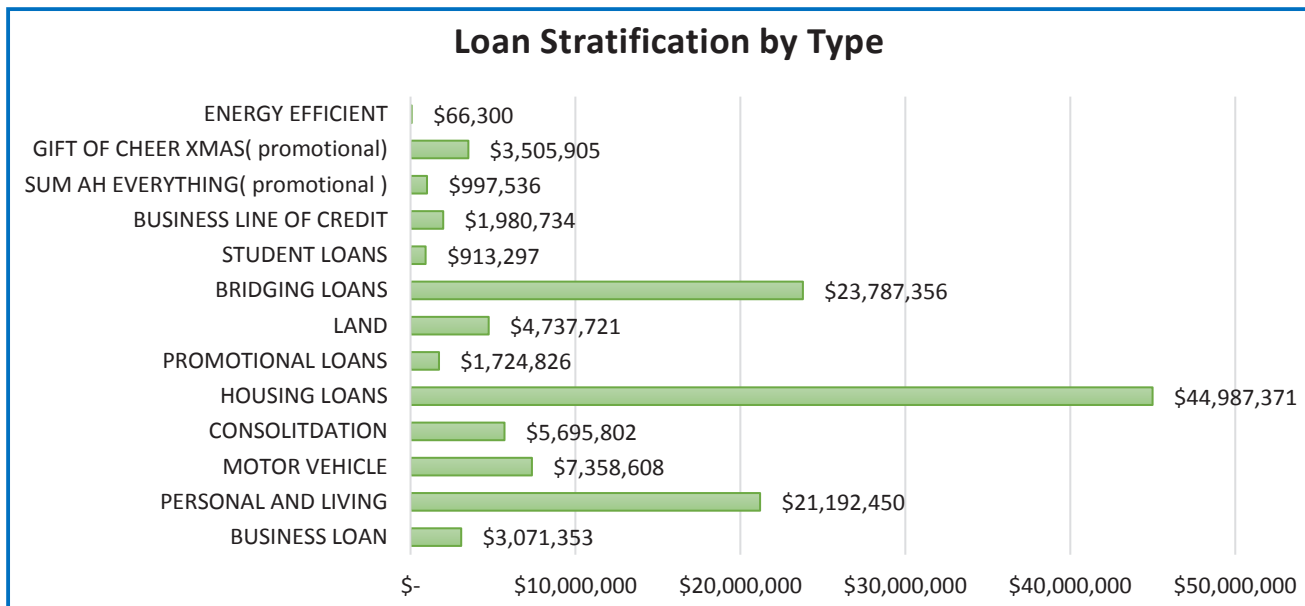 Loan Stratification by Type
ENERGY EFFICIENT $66,300
GIFT OF CHEER XMAS( promotional) $3,505,905
SUM AH EVERYTHING( promotional ) $997,536
BUSINESS LINE OF CREDIT $1,980,734
STUDENT LOANS $913,297
BRIDGING LOANS $23,787,356
LAND $4,737,721
PROMOTIONAL LOANS $1,724,826
HOUSING LOANS $44,987,371
CONSOLITDATION $5,695,802
MOTOR VEHICLE $7,358,608
PERSONAL AND LIVING $21,192,450
BUSINESS LOAN $3,071,353
$- $10,000,000 $20,000,000 $30,000,000 $40,000,000 $50,000,000